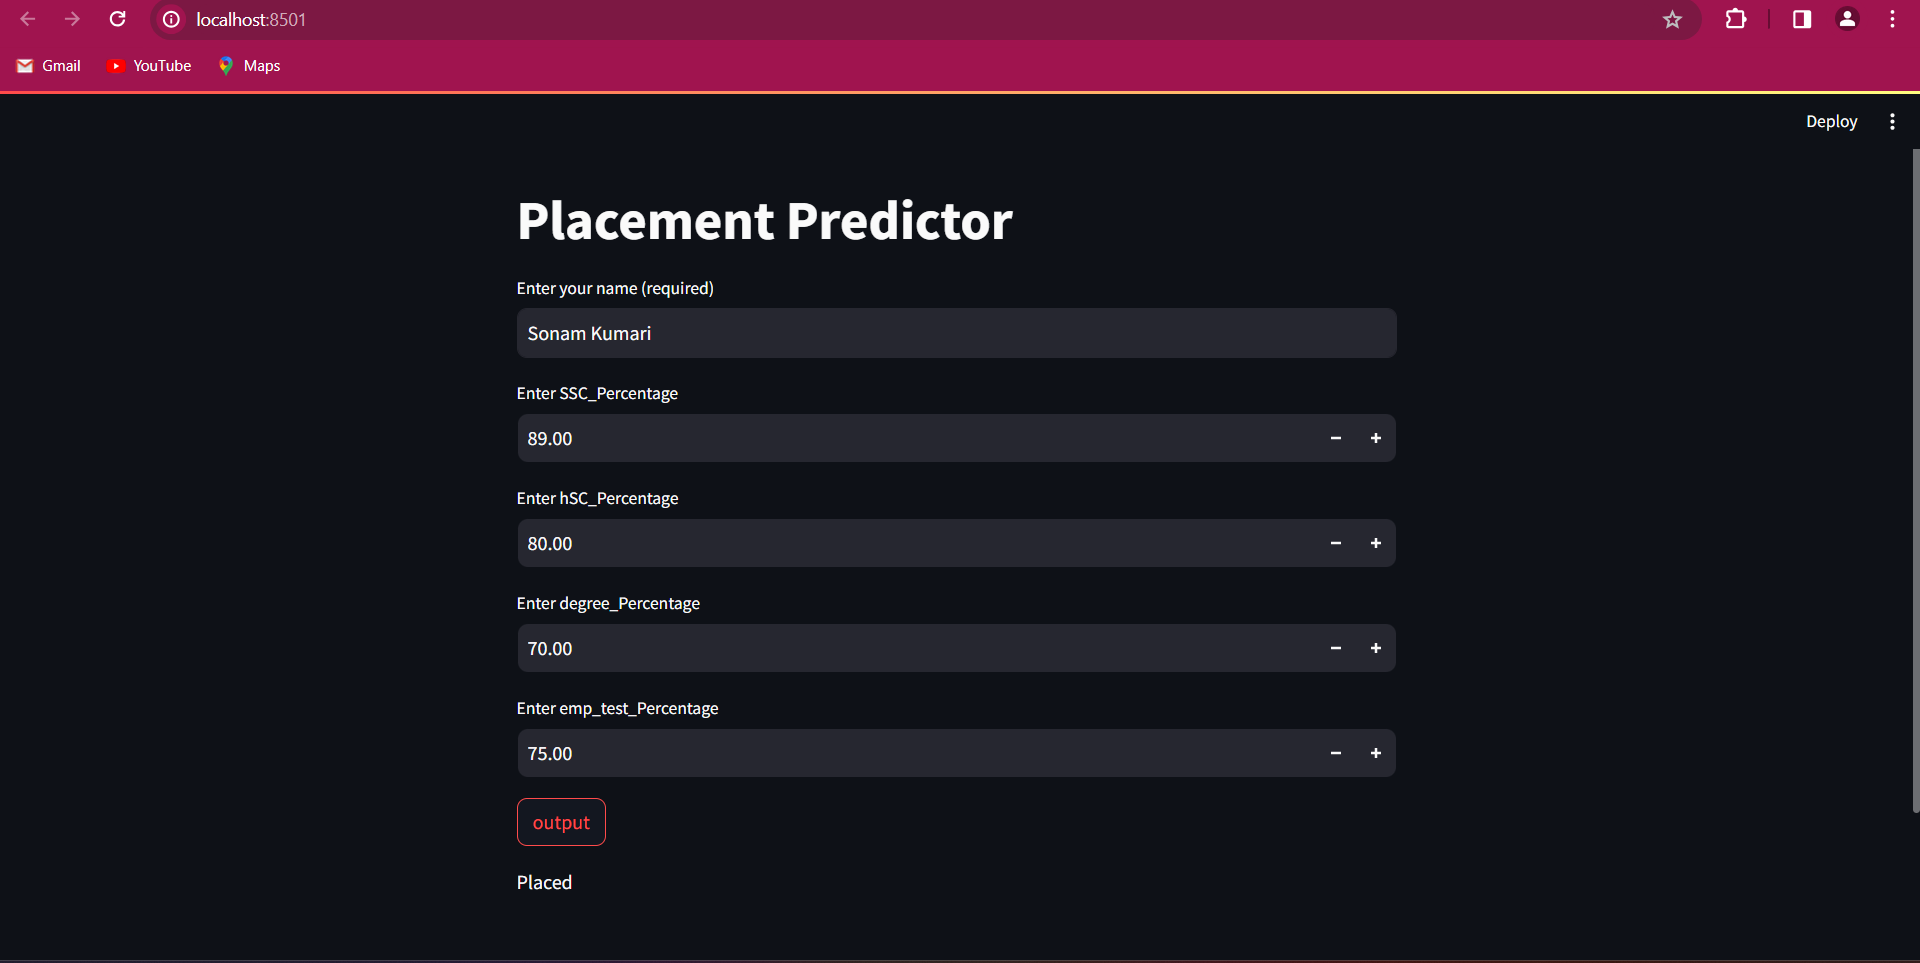 localhost:8501
Gmail YouTube Maps
Deploy
Placement Predictor
Enter your name (required)
Sonam Kumari
Enter SSC_Percentage
89.00
Enter hSC_Percentage
80.00
Enter degree_Percentage
70.00
Enter emp_test_Percentage
75.00
output
Placed